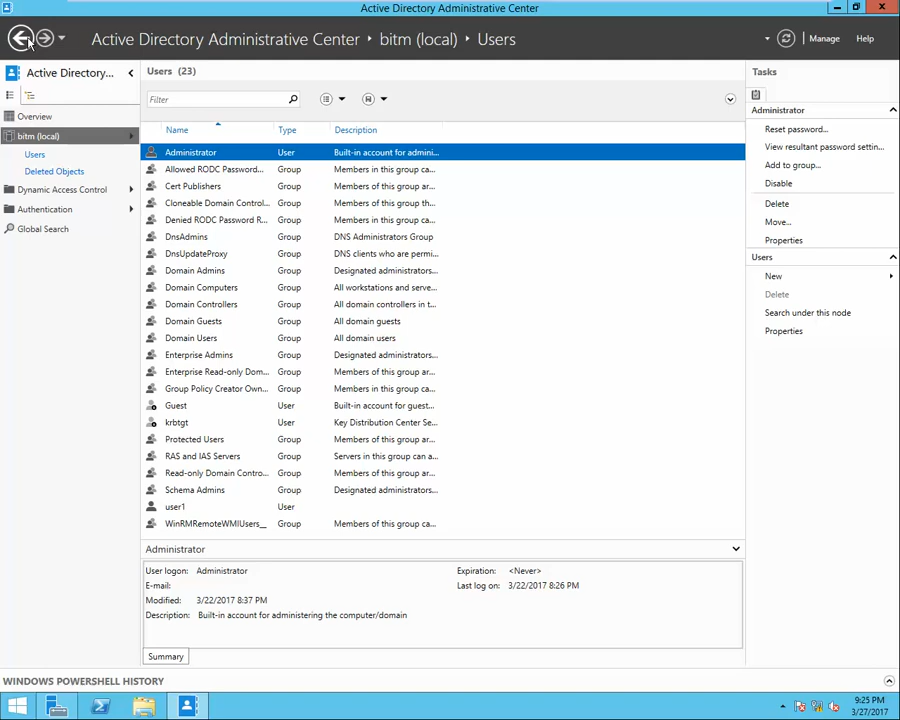 Active Directory Administrative Center
Active Directory Administrative Center bitm (local) Users
Manage
Help
Active Directory...
Overview
bitm (local)
Users
Deleted Objects
Dynamic Access Control
Authentication
Global Search
Users (23)
Filter
Name Type Description
Administrator User Built-in account for admini...
Allowed RODC Password... Group Members in this group ca...
Cert Publishers Group Members of this group ar...
Cloneable Domain Control... Group Members of this group th...
Denied RODC Password R... Group Members in this group ca...
DnsAdmins Group DNS Administrators Group
DnsUpdateProxy Group DNS clients who are permi...
Domain Admins Group Designated administrators...
Domain Computers Group All workstations and serve...
Domain Controllers Group All domain controllers in t...
Domain Guests Group All domain guests
Domain Users Group All domain users
Enterprise Admins Group Designated administrators...
Enterprise Read-only Dom... Group Members of this group ar...
Group Policy Creator Own... Group Members in this group ca...
Guest User Built-in account for guest...
krbtgt User Key Distribution Center Se...
Protected Users Group Members of this group ar...
RAS and IAS Servers Group Servers in this group can a...
Read-only Domain Contro... Group Members of this group ar...
Schema Admins Group Designated administrators...
user1 User
WinRMRemoteWMIUsers__ Group Members of this group ca...
Administrator
User logon: Administrator
E-mail:
Modified: 3/22/2017 8:37 PM
Description: Built-in account for administering the computer/domain
Expiration: <Never>
Last log on: 3/22/2017 8:26 PM
Summary
Tasks
Administrator
Reset password...
View resultant password settin...
Add to group...
Disable
Delete
Move...
Properties
Users
New
Delete
Search under this node
Properties
WINDOWS POWERSHELL HISTORY
9:25 PM
3/27/2017